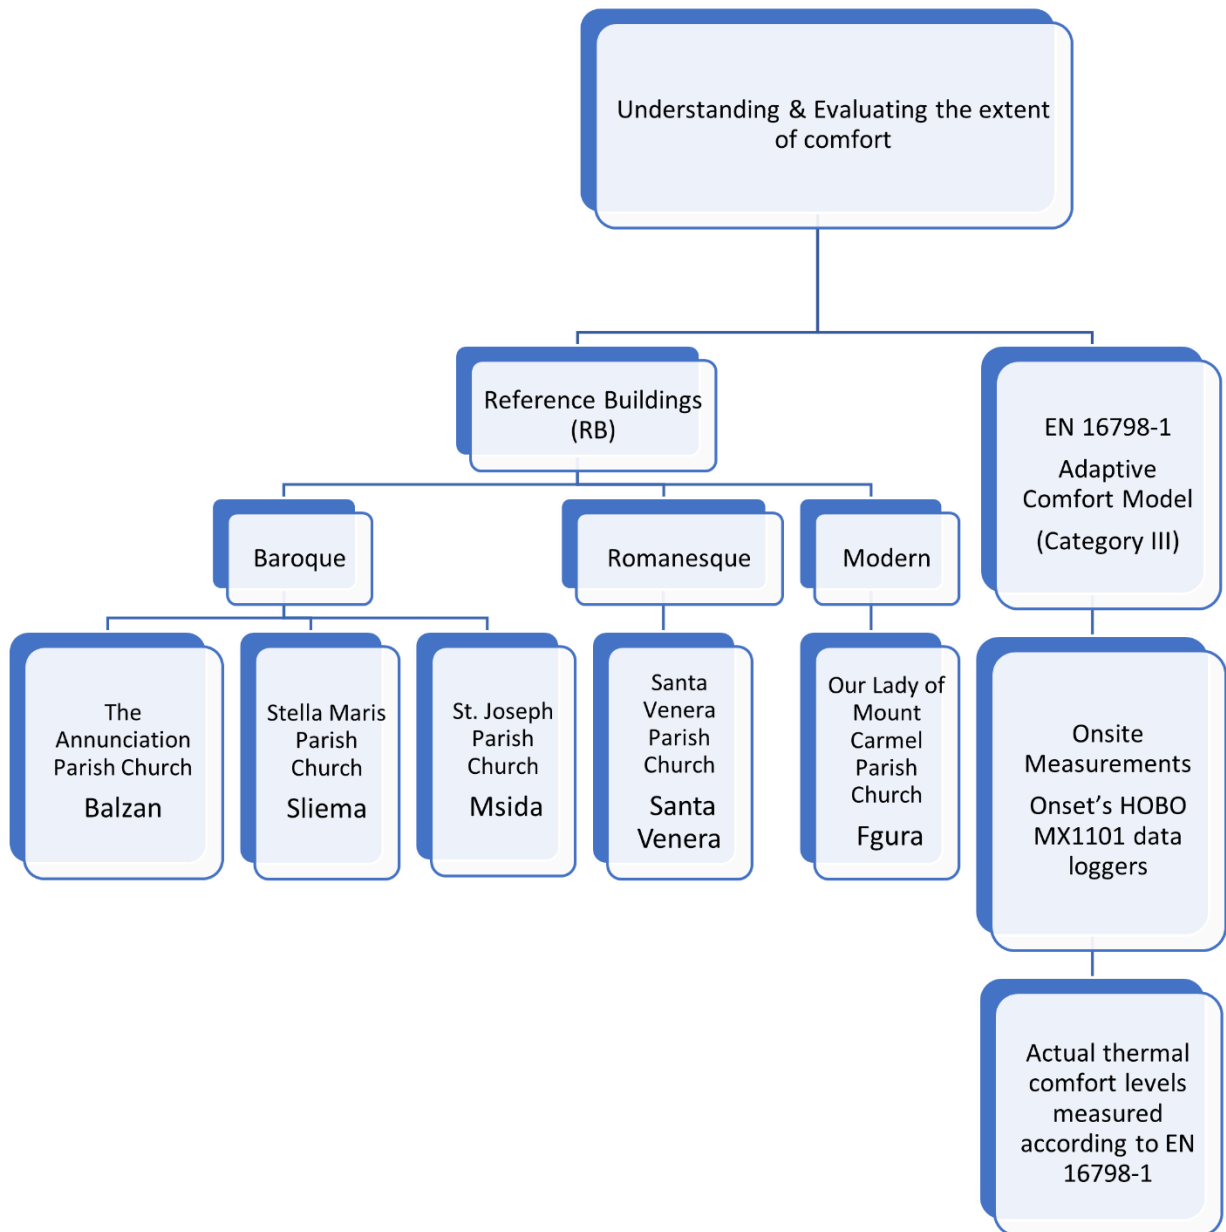 Understanding & Evaluating the extent
of comfort
Reference Buildings
(RB)
EN 16798-1
Adaptive
Comfort Model
(Category III)
Baroque
Romanesque
Modern
The
Annunciation
Parish Church
Balzan
Stella Maris
Parish
Church
Sliema
St. Joseph
Parish
Church
Msida
Santa
Venera
Parish
Church
Santa
Venera
Our Lady of
Mount
Carmel
Parish
Church
Fgura
Onsite
Measurements
Onset’s HOBO
MX1101 data
loggers
Actual thermal
comfort levels
measured
according to EN
16798-1